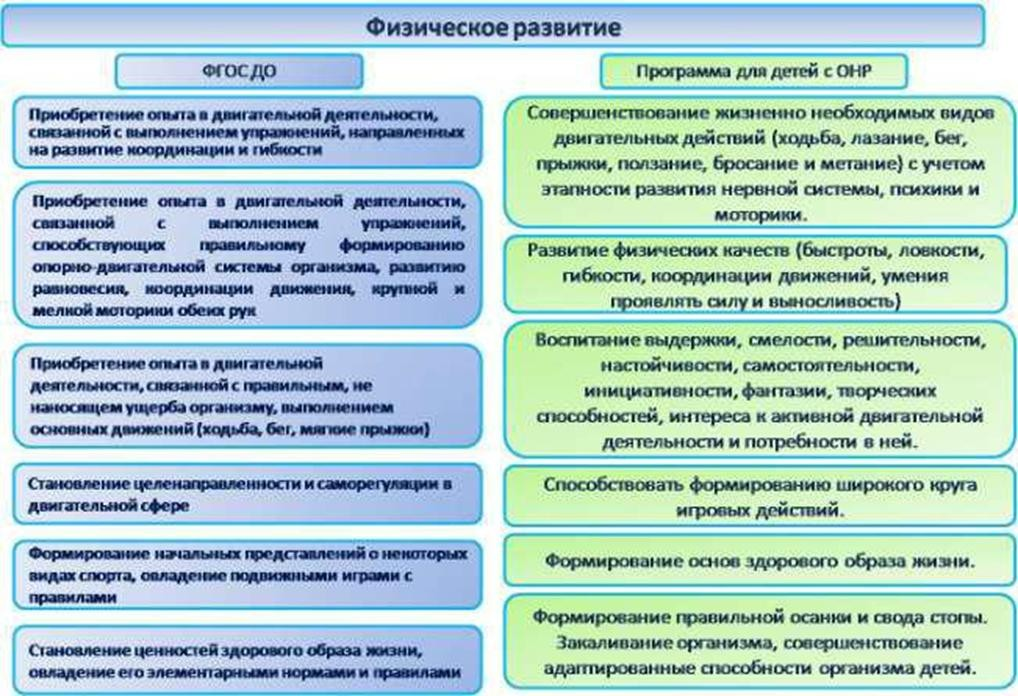 Физическое развитие
ФГОС ДО
Приобретение опыта в двигательной деятельности,
связанной с выполнением упражнений, направленных
на развитие координации и гибкости
Приобретение опыта в двигательной деятельности,
связанной с выполнением упражнений,
способствующих правильному формированию
опорно-двигательной системы организма, развитию
равновесия, координации движения, крупной и
мелкой моторики обеих рук
Приобретение опыта в двигательной
деятельности, связанной с правильным, не
наносящем ущерба организму, выполнением
основных движений (ходьба, бег, мягкие прыжки)
Становление целенаправленности и саморегуляции в
двигательной сфере
Формирование начальных представлений о некоторых
видах спорта, овладение подвижными играми с
правилами
Становление ценностей здорового образа жизни,
овладение его элементарными нормами и правилами
Программа для детей с ОНР
Совершенствование жизненно необходимых видов
двигательных действий (ходьба, лазание, бег,
прыжки, ползание, бросание и метание) с учетом
этапности развития нервной системы, психики и
моторики.
Развитие физических качеств (быстроты, ловкости,
гибкости, координации движений, умения
проявлять силу и выносливость)
Воспитание выдержки, смелости, решительности,
настойчивости, самостоятельности,
инициативности, фантазии, творческих
способностей, интереса к активной двигательной
деятельности и потребности в ней.
Способствовать формированию широкого круга
игровых действий.
Формирование основ здорового образа жизни.
Формирование правильной осанки и свода стопы.
Закаливание организма, совершенствование
адаптированные способности организма детей.